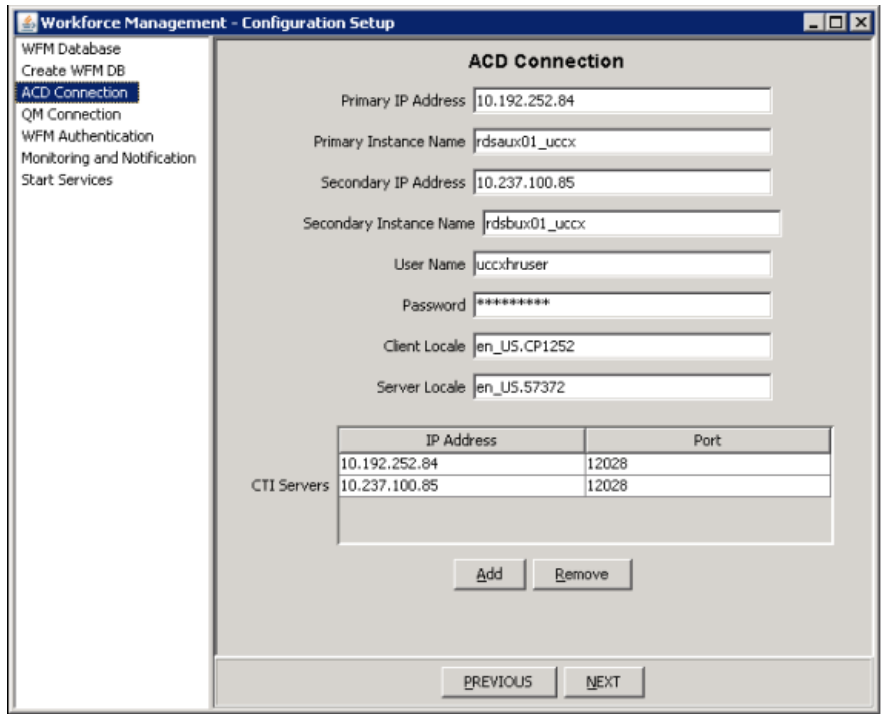 Workforce Management - Configuration Setup
WFM Database
Create WFM DB
ACD Connection
QM Connection
WFM Authentication
Monitoring and Notification
Start Services
ACD Connection
Primary IP Address 10.192.252.84
Primary Instance Name rdsaux01_uccx
Secondary IP Address 10.237.100.85
Secondary Instance Name rdsbux01_uccx
User Name uccxhruser
Password *********
Client Locale en_US.CP1252
Server Locale en_US.57372
IP Address Port
10.192.252.84 12028
CTI Servers 10.237.100.85 12028
Add Remove
PREVIOUS NEXT